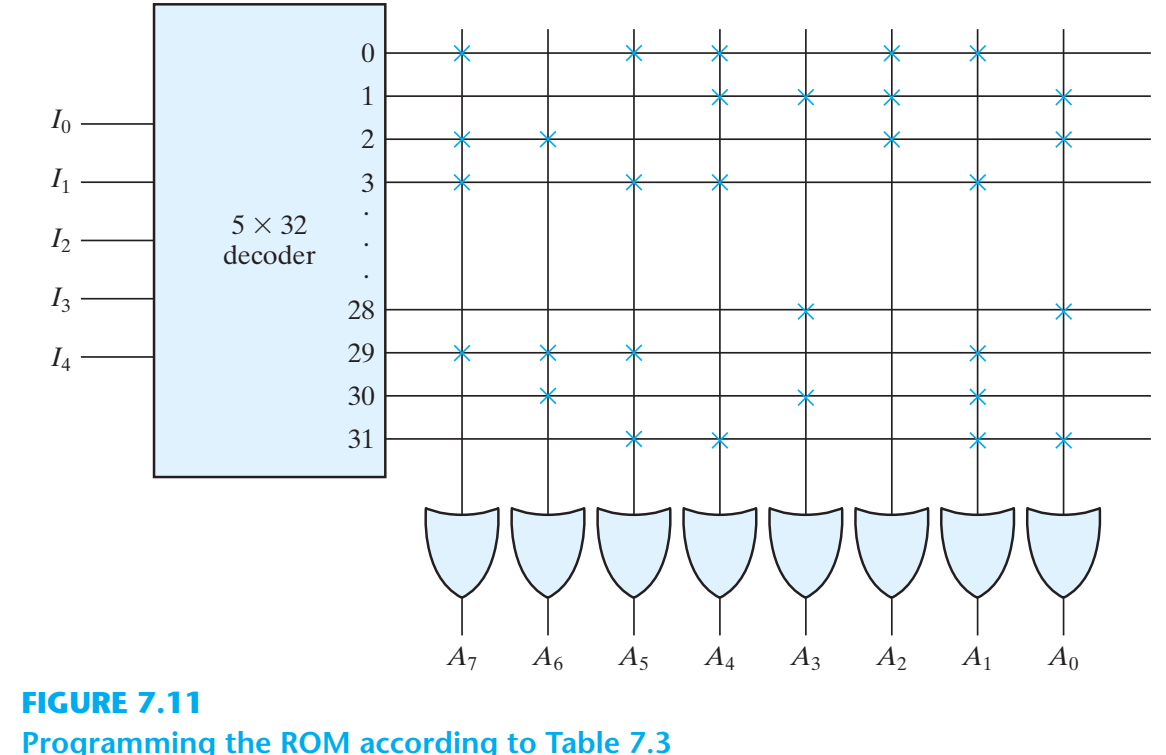 0
1
I₀
2
I₁
3
.
5 × 32
I₂
.
decoder
.
I₃
28
I₄
29
30
31
A₇ A₆ A₅ A₄ A₃ A₂ A₁ A₀
FIGURE 7.11
Programming the ROM according to Table 7.3